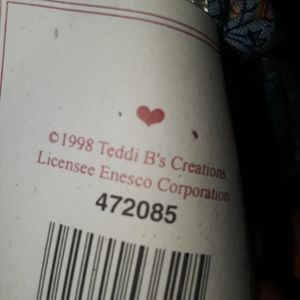 ©1998 Teddi B's Creations
Licensee Enesco Corporation
472085